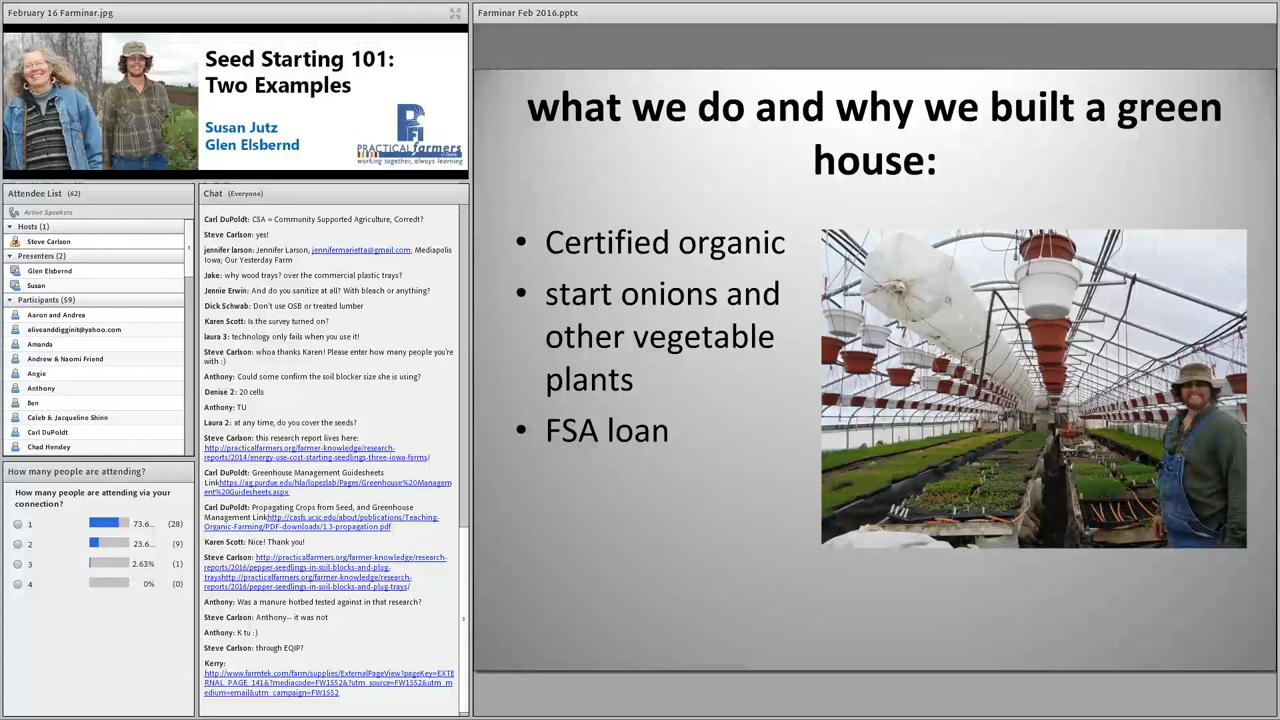 February 16 Farminar.jpg
Seed Starting 101:
Two Examples
Susan Jutz
Glen Elsbernd
PFI
PRACTICAL farmers
working together, always learning
Attendee List (62)
Active Speakers
Hosts (1)
Steve Carlson
Presenters (2)
Glen Elsbernd
Susan
Participants (59)
Aaron and Andrea
aliveanddigginit@yahoo.com
Amanda
Andrew & Naomi Friend
Angie
Anthony
Ben
Caleb & Jacqueline Shinn
Carl DuPoldt
Chad Hensley
How many people are attending?
How many people are attending via your
connection?
1 73.6... (28)
2 23.6... (9)
3 2.63% (1)
4 0% (0)
Chat (Everyone)
Carl DuPoldt: CSA = Community Supported Agriculture, Corredt?
Steve Carlson: yes!
jennifer larson: Jennifer Larson, jennifermarietta@gmail.com; Mediapolis
Iowa; Our Yesterday Farm
Jake: why wood trays? over the commercial plastic trays?
Jennie Erwin: And do you sanitize at all? With bleach or anything?
Dick Schwab: Don't use OSB or treated lumber
Karen Scott: Is the survey turned on?
laura 3: technology only fails when you use it!
Steve Carlson: whoa thanks Karen! Please enter how many people you're
with :)
Anthony: Could some confirm the soil blocker size she is using?
Denise 2: 20 cells
Anthony: TU
Laura 2: at any time, do you cover the seeds?
Steve Carlson: this research report lives here:
http://practicalfarmers.org/farmer-knowledge/research-
reports/2014/energy-use-cost-starting-seedlings-three-iowa-farms/
Carl DuPoldt: Greenhouse Management Guidesheets
Linkhttps://ag.purdue.edu/hla/lopezlab/Pages/Greenhouse%20Managem
ent%20Guidesheets.aspx
Carl DuPoldt: Propagating Crops from Seed, and Greenhouse
Management Linkhttp://casfs.ucsc.edu/about/publications/Teaching-
Organic-Farming/PDF-downloads/1.3-propagation.pdf
Karen Scott: Nice! Thank you!
Steve Carlson: http://practicalfarmers.org/farmer-knowledge/research-
reports/2016/pepper-seedlings-in-soil-blocks-and-plug-
trayshttp://practicalfarmers.org/farmer-knowledge/research-
reports/2016/pepper-seedlings-in-soil-blocks-and-plug-trays/
Anthony: Was a manure hotbed tested against in that research?
Steve Carlson: Anthony-- it was not
Anthony: K tu :)
Steve Carlson: through EQIP?
Kerry:
http://www.farmtek.com/farm/supplies/ExternalPageView?pageKey=EXTE
RNAL_PAGE_141&?mediacode=FW1552&?utm_source=FW1552&utm_m
edium=email&utm_campaign=FW1552
Farminar Feb 2016.pptx
what we do and why we built a green
house:
• Certified organic
• start onions and
other vegetable
plants
• FSA loan